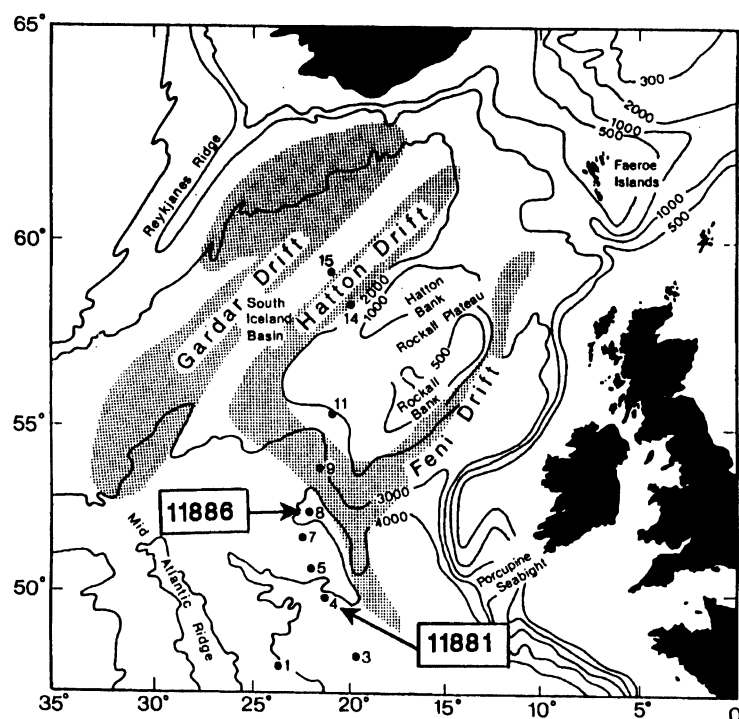 65°
300
2000
1000
500
Faeroe
Islands
1000
500
Reykjanes Ridge
60°
Gardar Drift
South
Iceland
Basin
Hatton Drift
15
14
2000
1000
Hatton
Bank
Rockall Plateau
500
Rockall
Bank
Feni Drift
55°
11
9
3000
4000
11886
8
7
Mid Atlantic Ridge
5
50°
4
Porcupine
Seabight
11881
1
3
35°
30°
25°
20°
15°
10°
5°
0